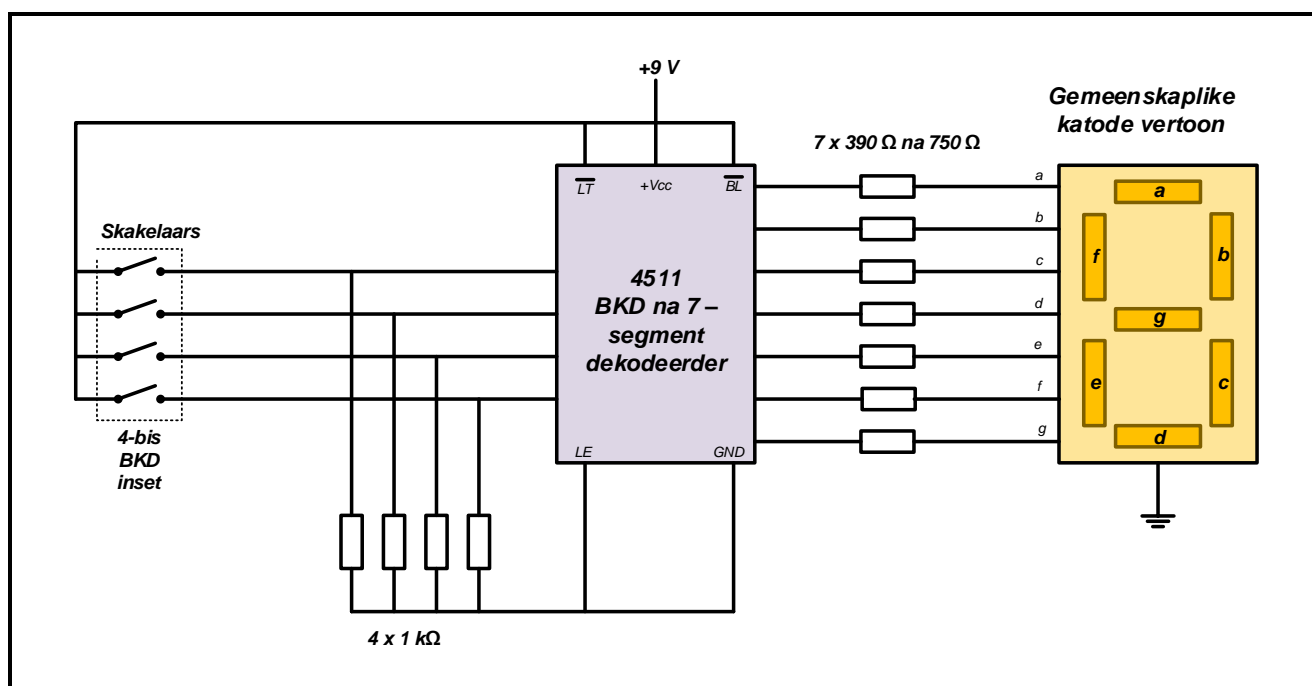 +9 V
Gemeenskaplike
katode vertoon
7 x 390 Ω na 750 Ω
LT
+Vcc
BL
a
b
c
d
e
f
g
a
b
c
d
e
f
g
Skakelaars
4511
BKD na 7 –
segment
dekodeerder
4-bis
BKD
inset
LE
GND
4 x 1 kΩ